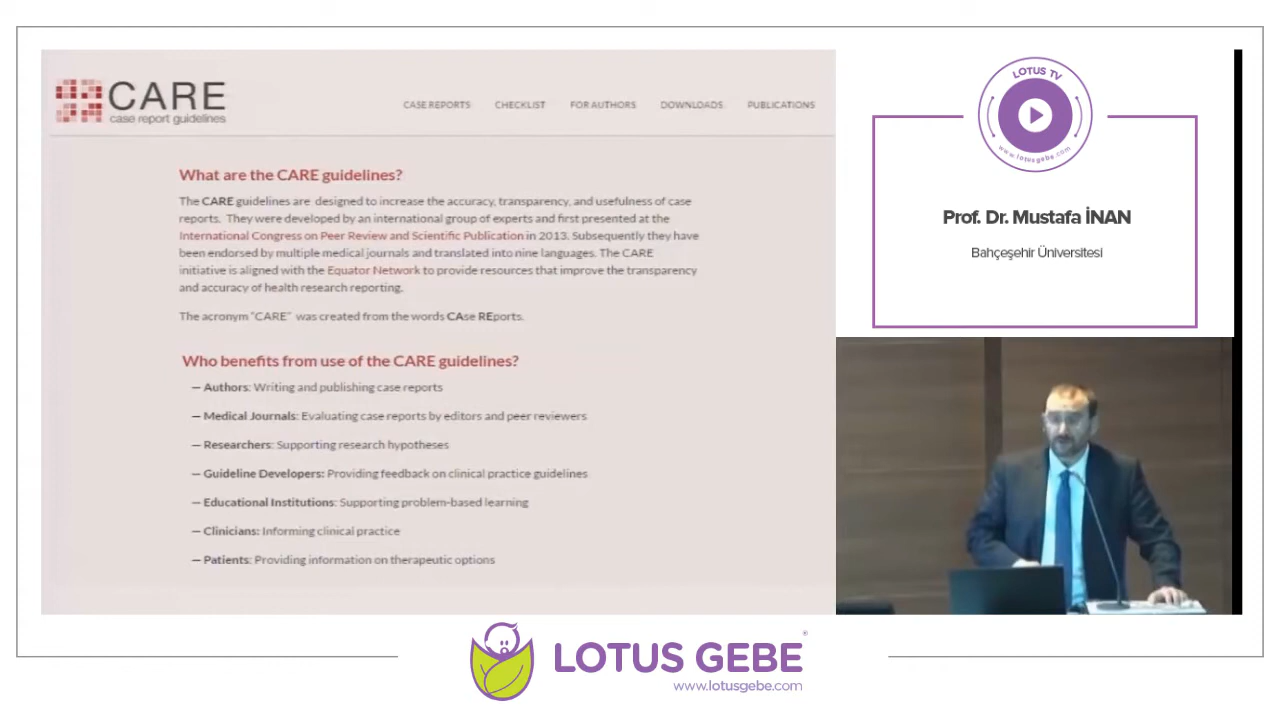 CARE
case report guidelines
CASE REPORTS
CHECKLIST
FOR AUTHORS
DOWNLOADS
PUBLICATIONS
What are the CARE guidelines?
The CARE guidelines are designed to increase the accuracy, transparency, and usefulness of case
reports. They were developed by an international group of experts and first presented at the
International Congress on Peer Review and Scientific Publication in 2013. Subsequently they have
been endorsed by multiple medical journals and translated into nine languages. The CARE
initiative is aligned with the Equator Network to provide resources that improve the transparency
and accuracy of health research reporting.
The acronym "CARE" was created from the words CAse REports.
Who benefits from use of the CARE guidelines?
— Authors: Writing and publishing case reports
— Medical Journals: Evaluating case reports by editors and peer reviewers
— Researchers: Supporting research hypotheses
— Guideline Developers: Providing feedback on clinical practice guidelines
— Educational Institutions: Supporting problem-based learning
— Clinicians: Informing clinical practice
— Patients: Providing information on therapeutic options
LOTUS TV
www.lotusgebe.com
Prof. Dr. Mustafa İNAN
Bahçeşehir Üniversitesi
LOTUS GEBE ®
www.lotusgebe.com